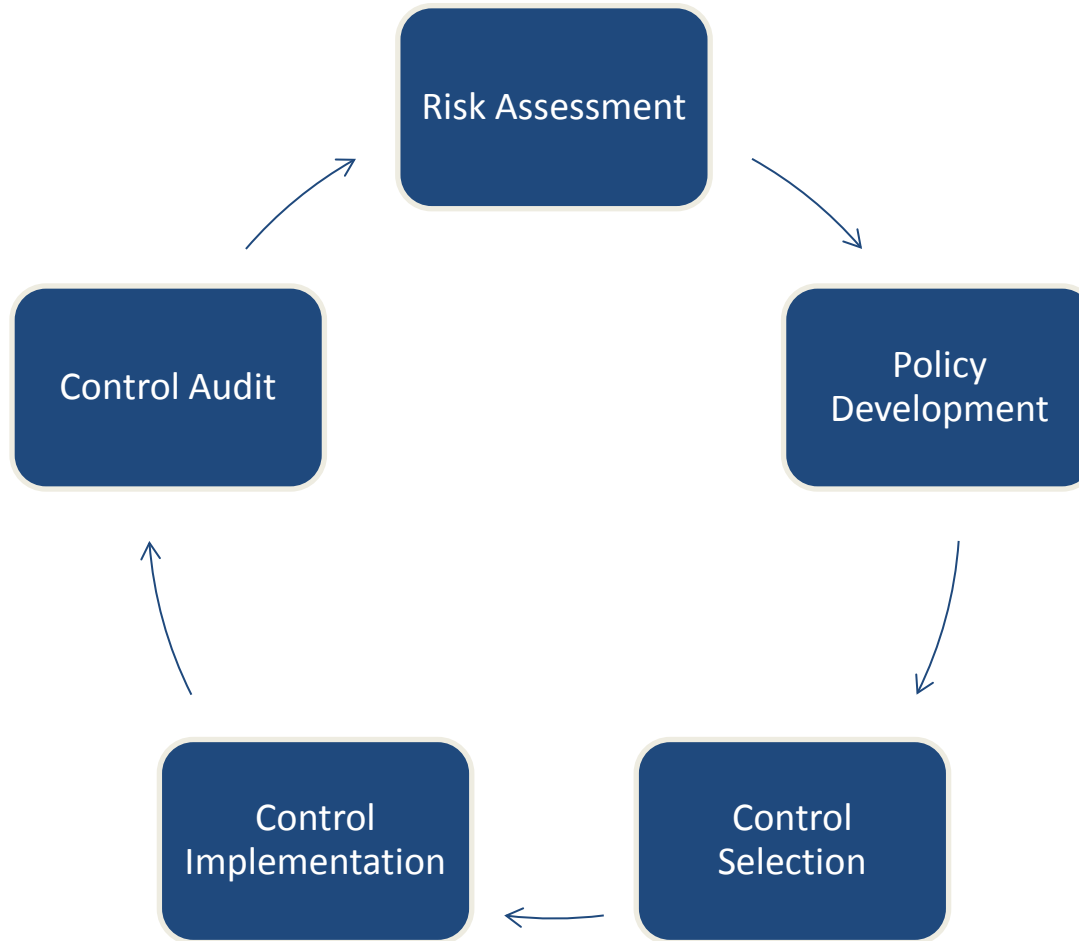 Risk Assessment
Policy
Development
Control
Selection
Control
Implementation
Control Audit